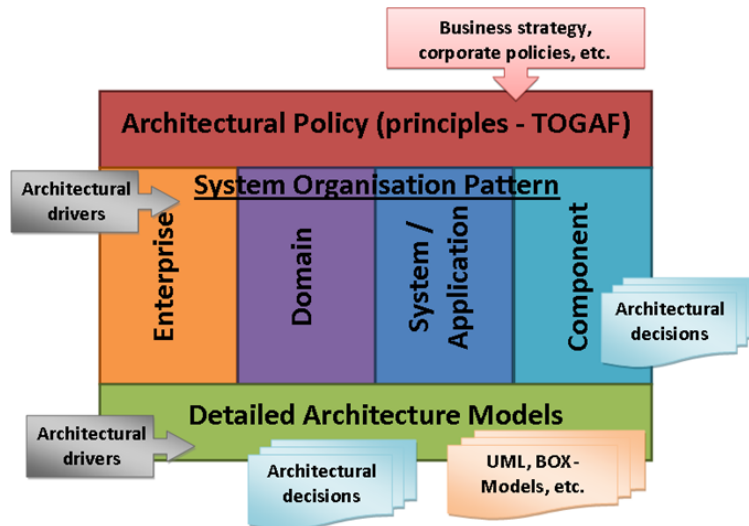 Business strategy,
corporate policies, etc.
Architectural Policy (principles - TOGAF)
Architectural
drivers
System Organisation Pattern
Enterprise
Domain
System /
Application
Component
Architectural
decisions
Detailed Architecture Models
Architectural
drivers
Architectural
decisions
UML, BOX-
Models, etc.